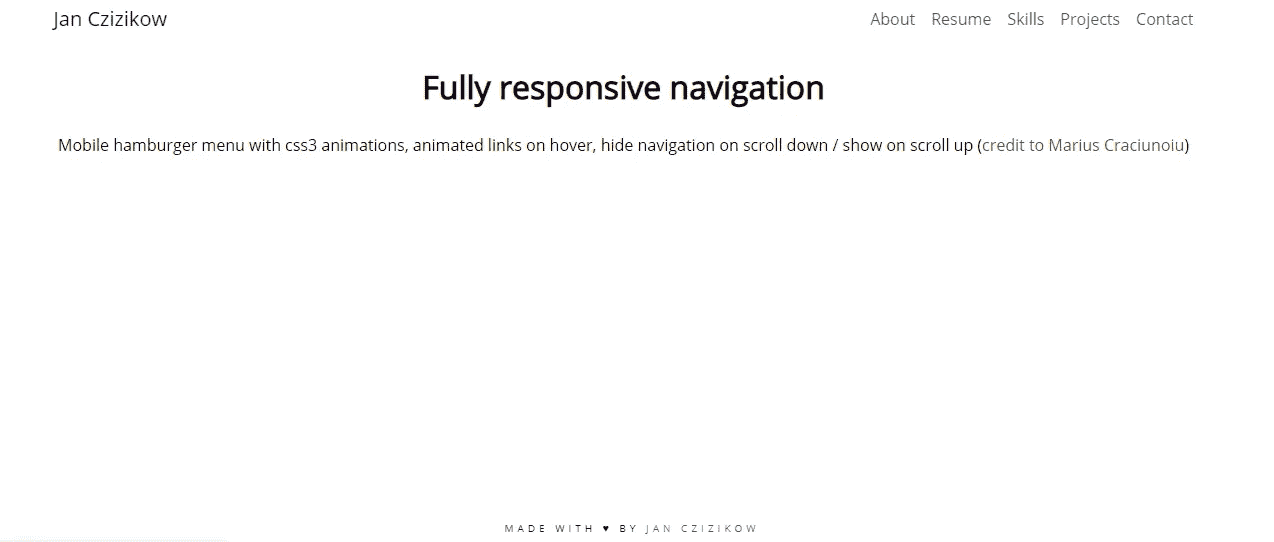 Jan Czizikow
About Resume Skills Projects Contact
Fully responsive navigation
Mobile hamburger menu with css3 animations, animated links on hover, hide navigation on scroll down / show on scroll up (credit to Marius Craciunoiu)
MADE WITH ♥ BY JAN CZIZIKOW